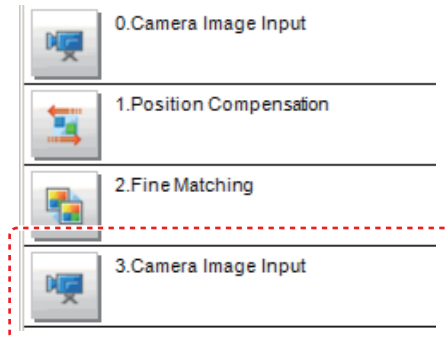 0.Camera Image Input
1.Position Compensation
2.Fine Matching
3.Camera Image Input